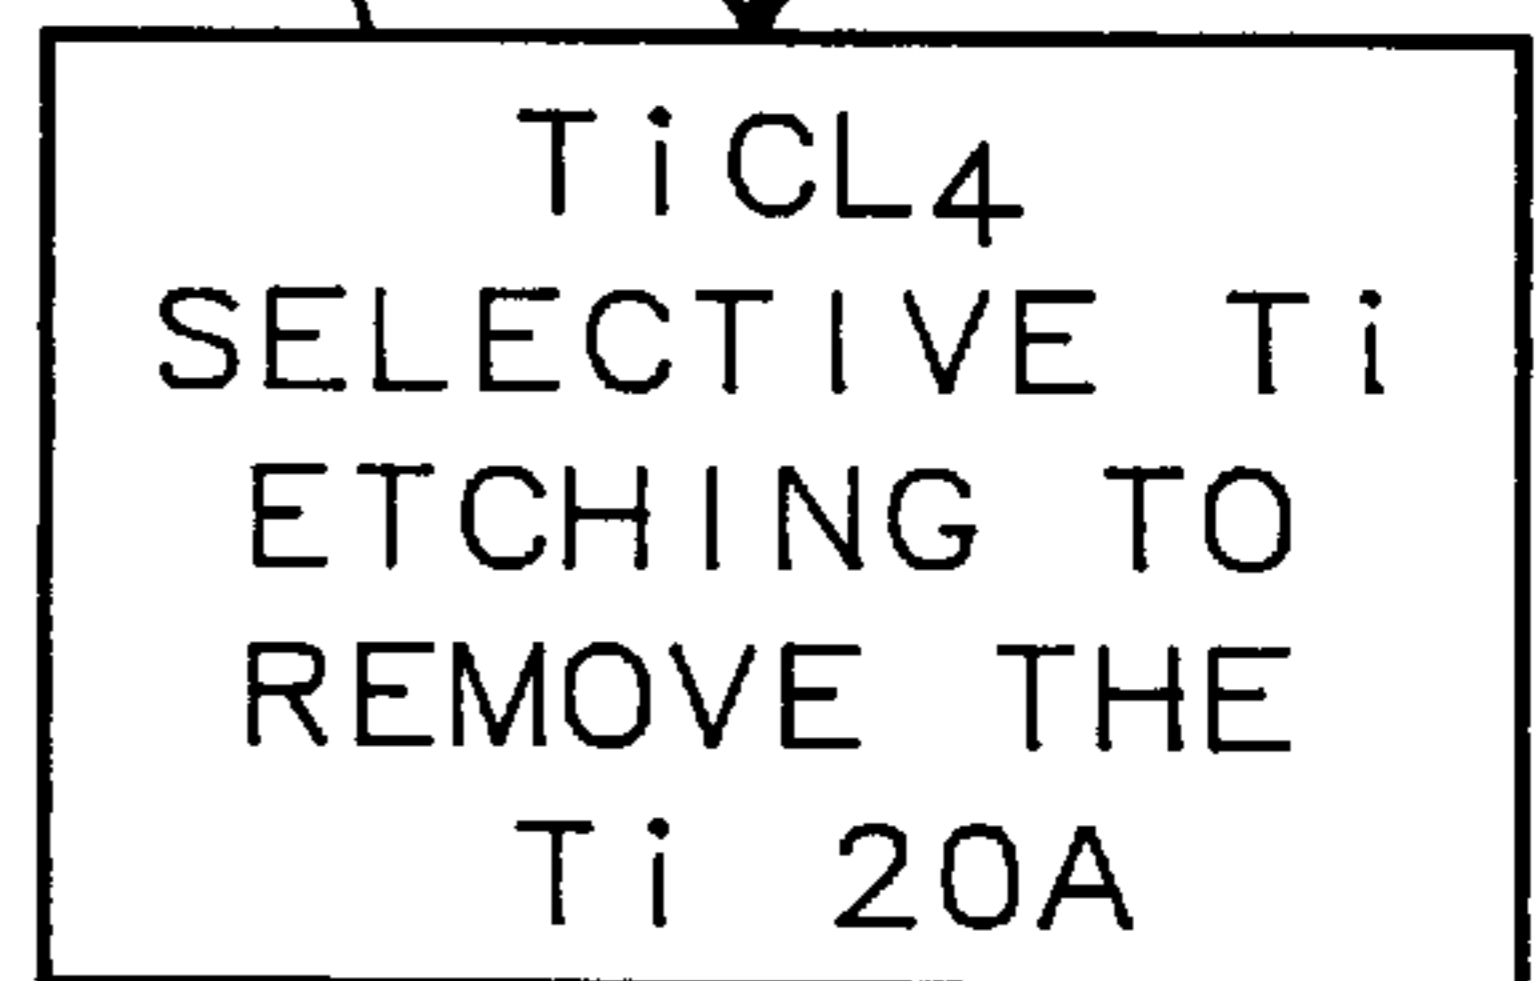 TiCL4
SELECTIVE Ti
ETCHING TO
REMOVE THE
Ti 20A